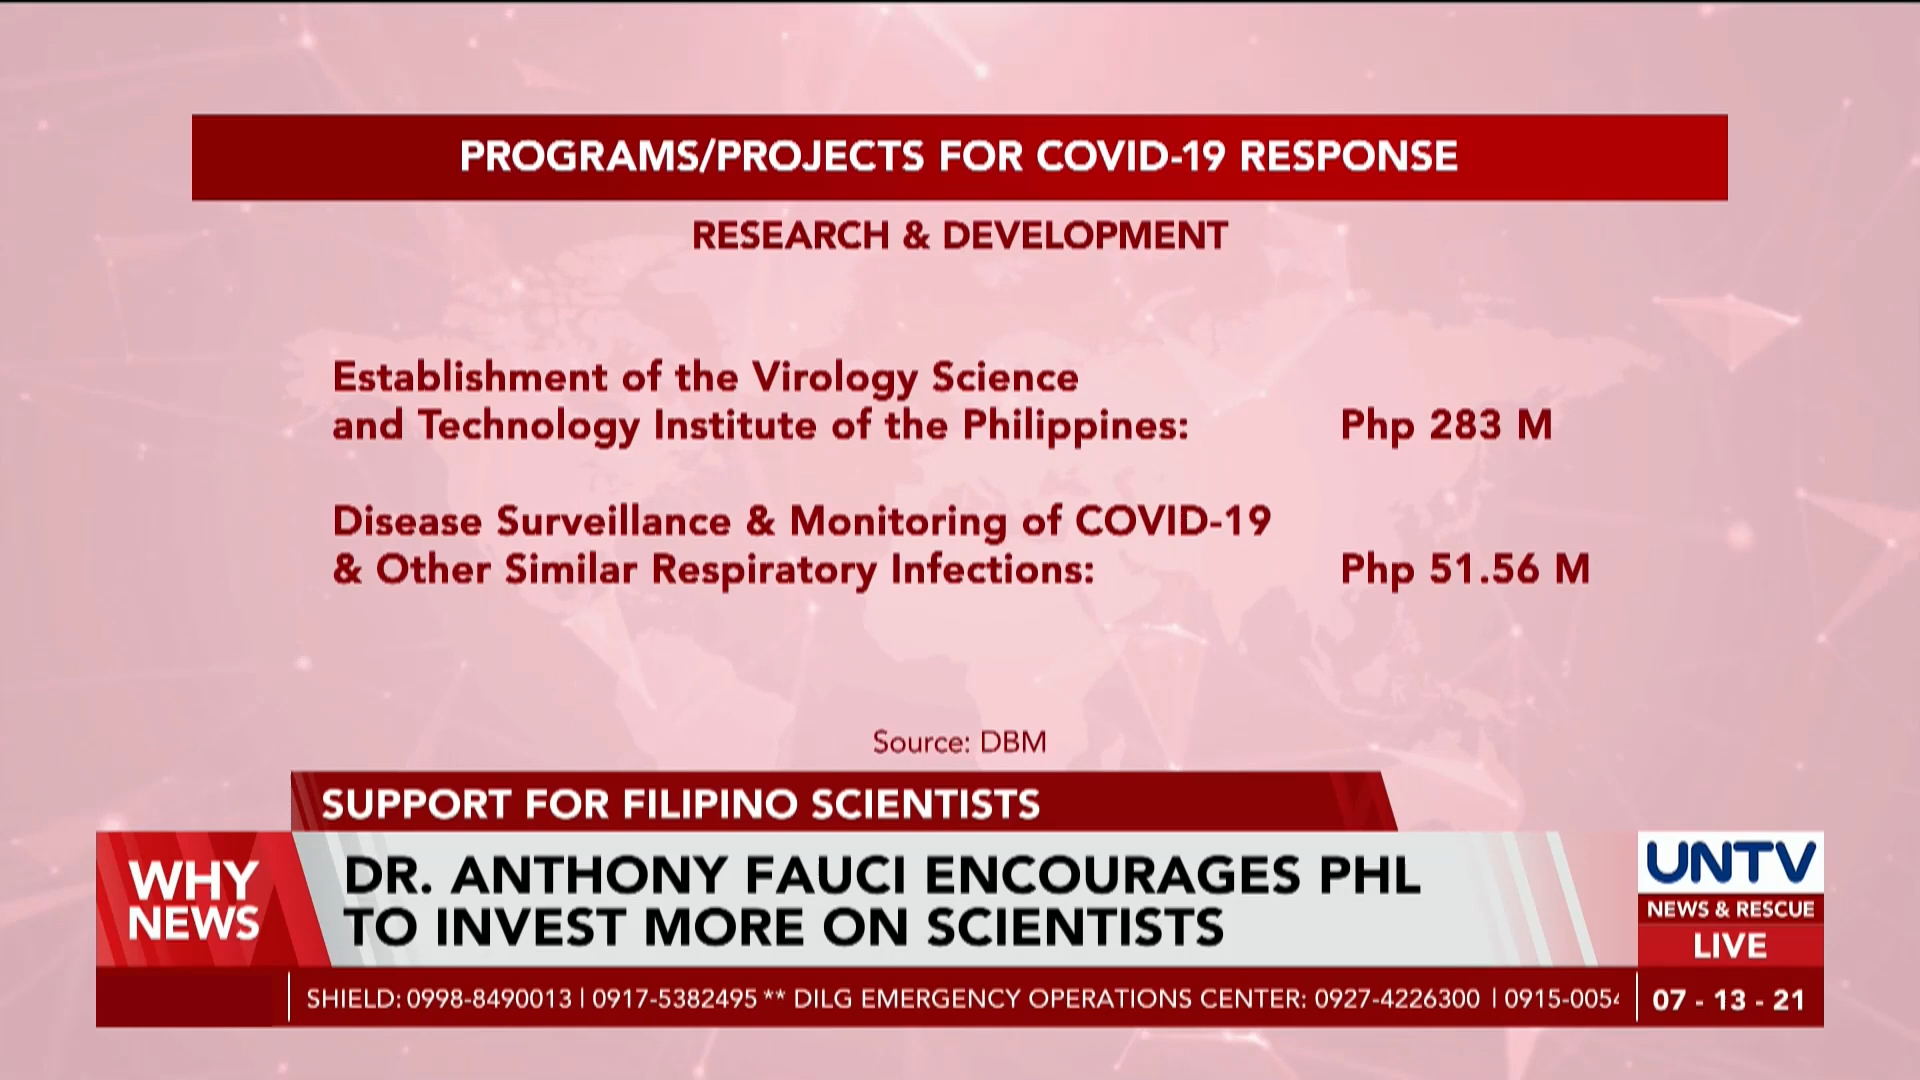 PROGRAMS/PROJECTS FOR COVID-19 RESPONSE
RESEARCH & DEVELOPMENT
Establishment of the Virology Science
and Technology Institute of the Philippines: Php 283 M
Disease Surveillance & Monitoring of COVID-19
& Other Similar Respiratory Infections: Php 51.56 M
Source: DBM
SUPPORT FOR FILIPINO SCIENTISTS
WHY
NEWS
DR. ANTHONY FAUCI ENCOURAGES PHL
TO INVEST MORE ON SCIENTISTS
UNTV
NEWS & RESCUE
LIVE
SHIELD: 0998-8490013 | 0917-5382495 ** DILG EMERGENCY OPERATIONS CENTER: 0927-4226300 | 0915-005
07 - 13 - 21